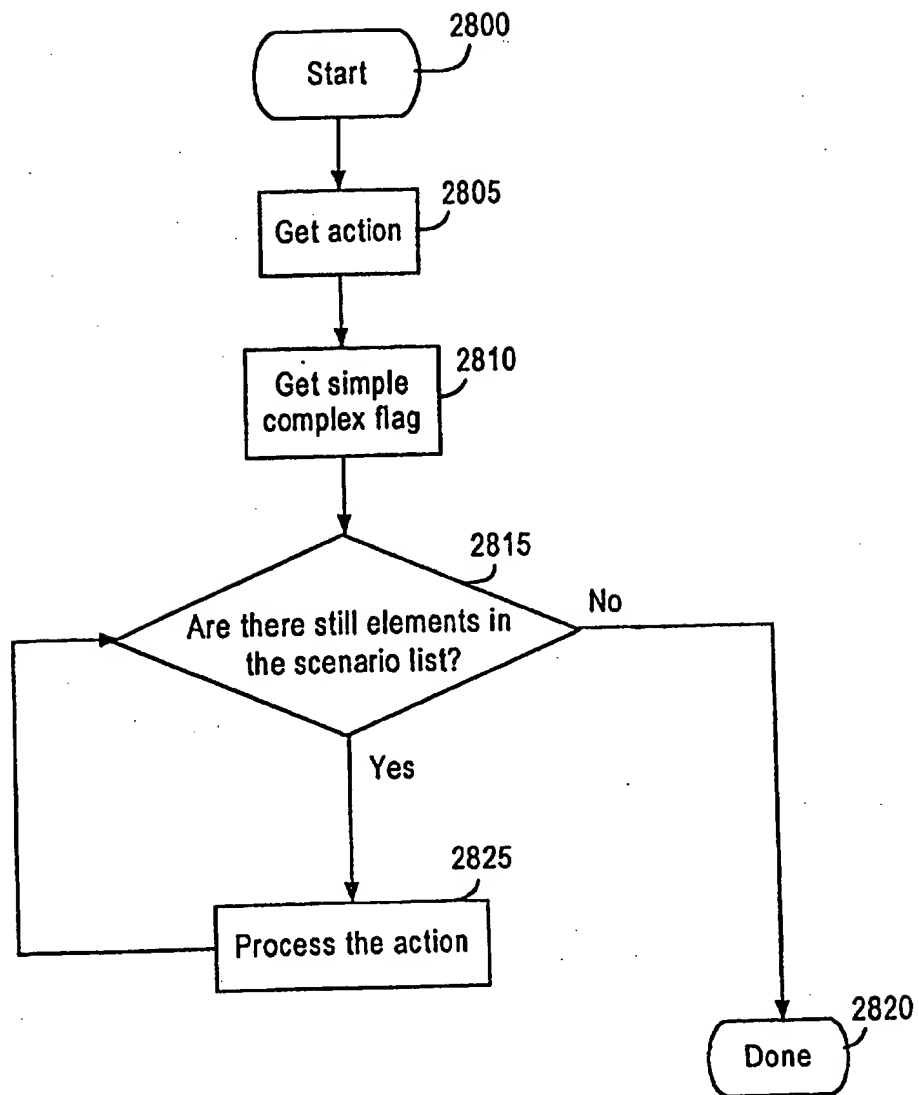 2800
Start
2805
Get action
2810
Get simple
complex flag
2815
Are there still elements in
the scenario list?
No
Yes
2825
Process the action
2820
Done